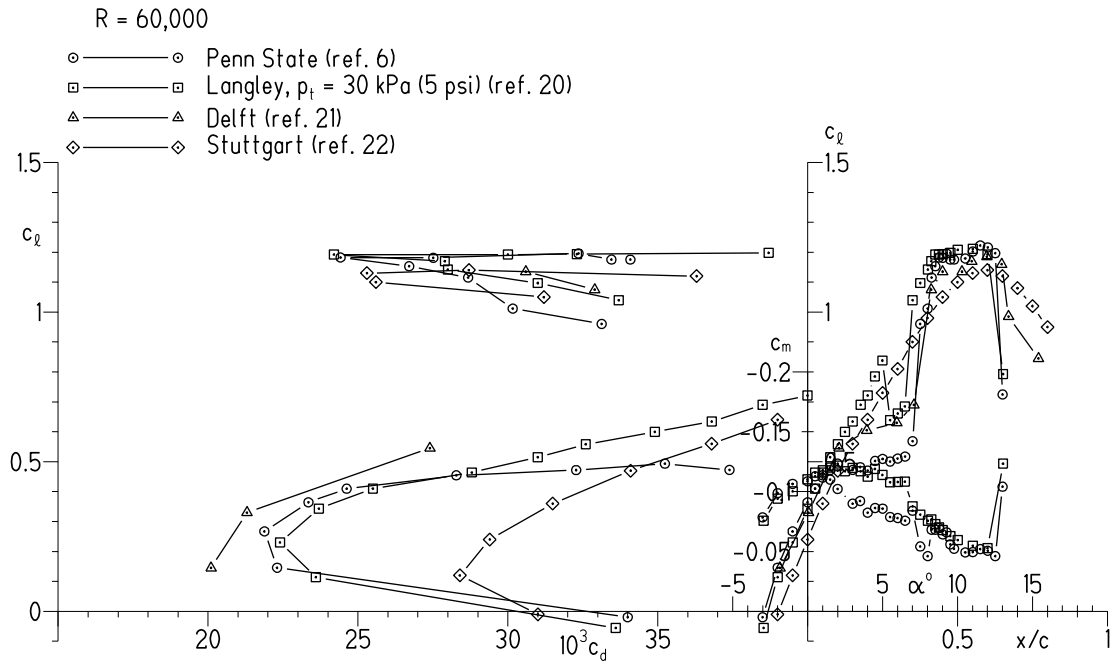 R = 60,000
Penn State (ref. 6)
Langley, pₜ = 30 kPa (5 psi) (ref. 20)
Delft (ref. 21)
Stuttgart (ref. 22)
cℓ
1.5
1.5
cℓ
1
1
cₘ
−0.2
−0.15
0.5
0.5
−0.1
−0.05
−5
5
α°
10
15
0
20
25
30
10³c_d
35
0.5
x/c
1